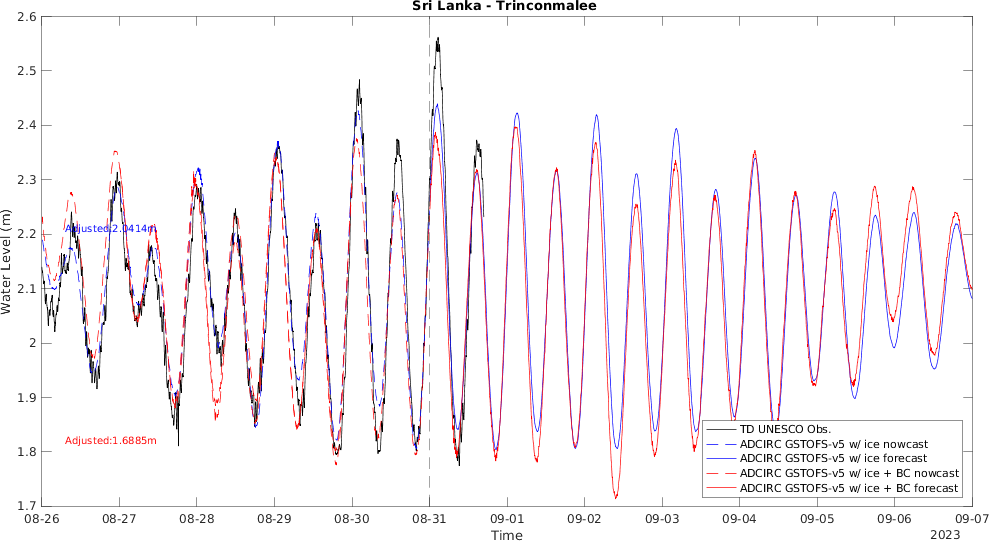 Sri Lanka - Trinconmalee
Water Level (m)
2.6
2.5
2.4
2.3
2.2
2.1
2
1.9
1.8
1.7
Adjusted:2.0414m
Adjusted:1.6885m
TD UNESCO Obs.
ADCIRC GSTOFS-v5 w/ ice nowcast
ADCIRC GSTOFS-v5 w/ ice forecast
ADCIRC GSTOFS-v5 w/ ice + BC nowcast
ADCIRC GSTOFS-v5 w/ ice + BC forecast
08-26 08-27 08-28 08-29 08-30 08-31 09-01 09-02 09-03 09-04 09-05 09-06 09-07
Time
2023